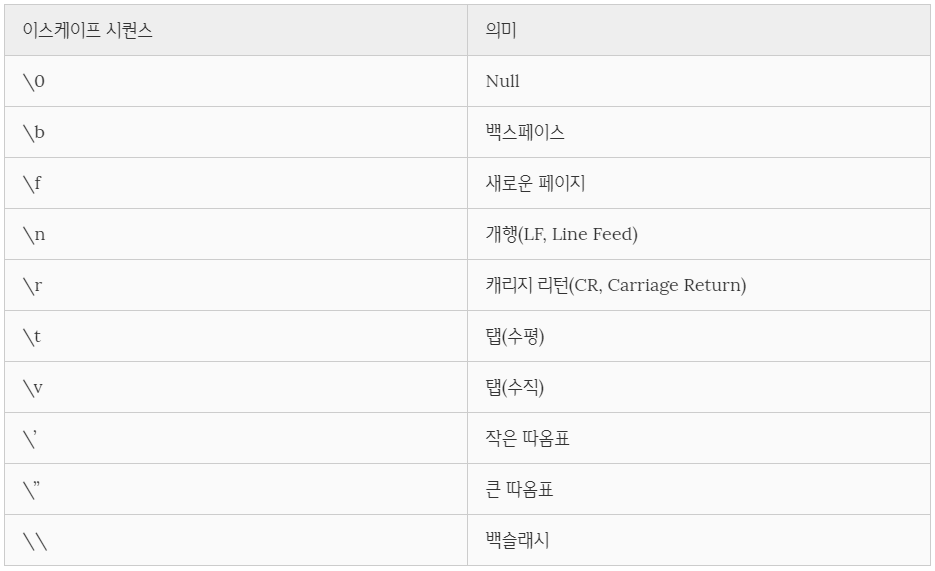 이스케이프 시퀀스 의미
\0 Null
\b 백스페이스
\f 새로운 페이지
\n 개행(LF, Line Feed)
\r 캐리지 리턴(CR, Carriage Return)
\t 탭(수평)
\v 탭(수직)
\’ 작은 따옴표
\” 큰 따옴표
\\ 백슬래시